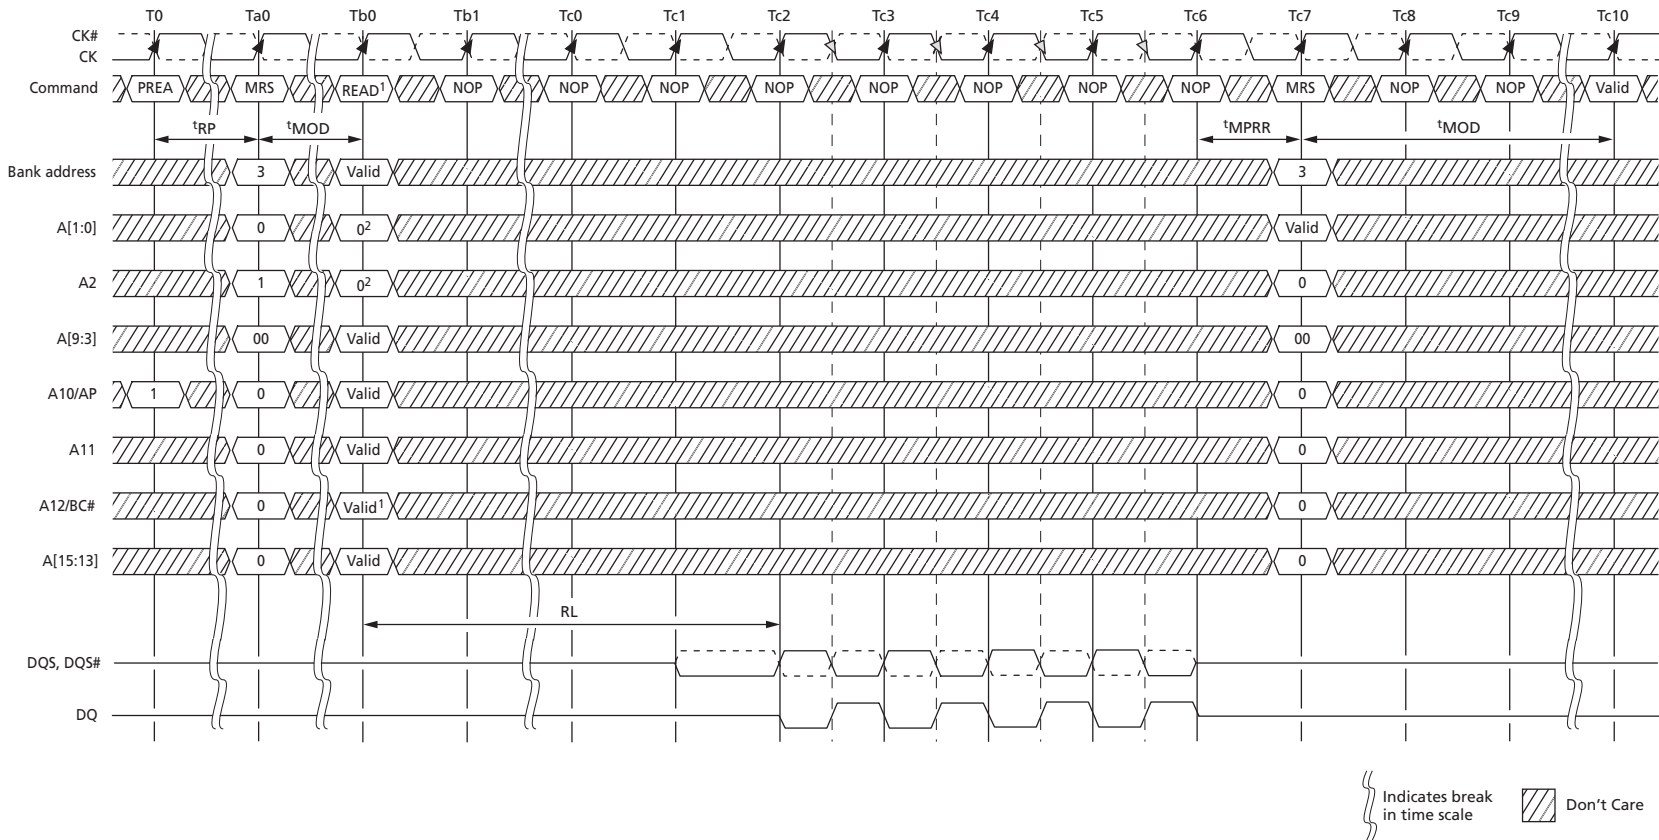 T0 Ta0 Tb0 Tb1 Tc0 Tc1 Tc2 Tc3 Tc4 Tc5 Tc6 Tc7 Tc8 Tc9 Tc10
CK#
CK
Command PREA MRS READ1 NOP NOP NOP NOP NOP NOP NOP NOP MRS NOP NOP Valid
tRP tMOD tMPRR tMOD
Bank address 3 Valid 3
A[1:0] 0 02 Valid
A2 1 02 0
A[9:3] 00 Valid 00
A10/AP 1 0 Valid 0
A11 0 Valid 0
A12/BC# 0 Valid1 0
A[15:13] 0 Valid 0
RL
DQS, DQS#
DQ
Indicates break
in time scale
Don't Care